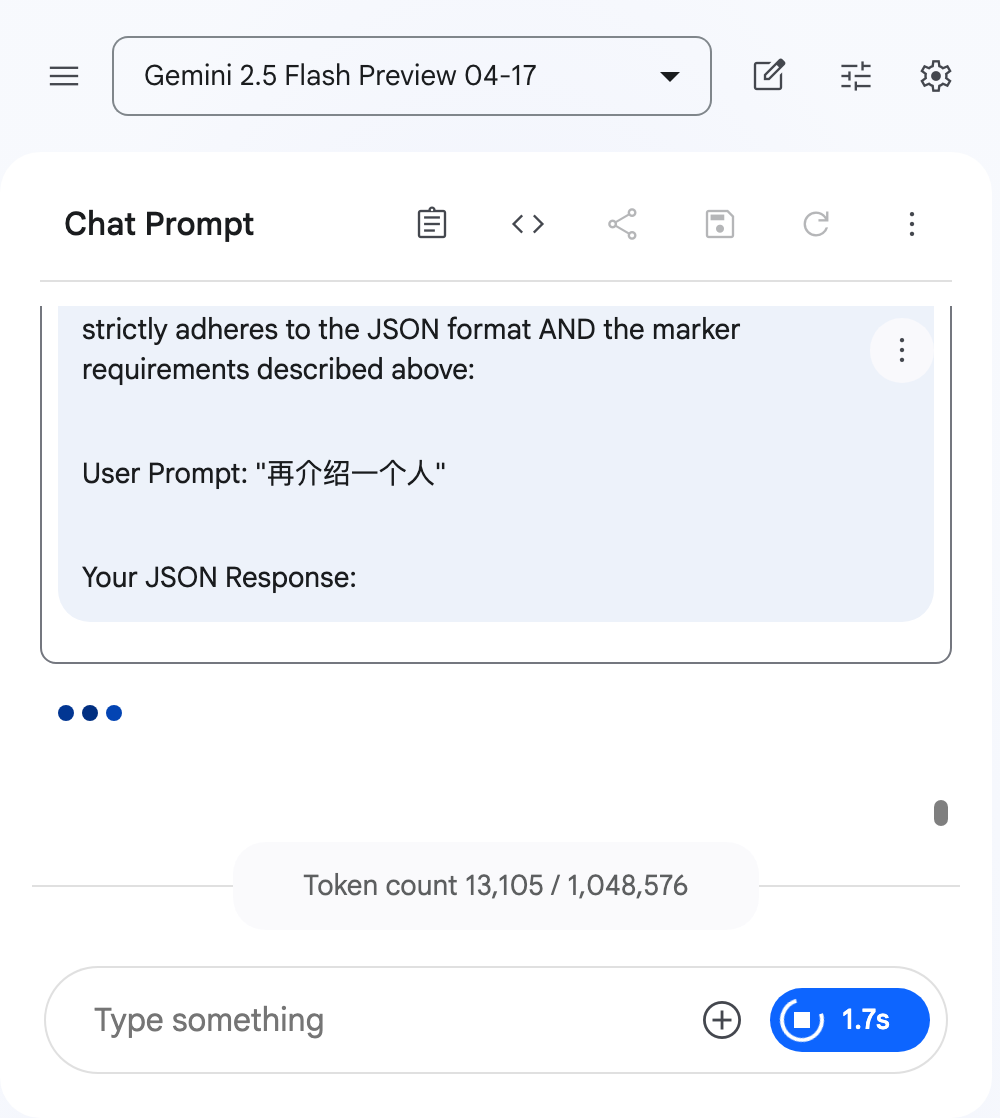 Gemini 2.5 Flash Preview 04-17
Chat Prompt
strictly adheres to the JSON format AND the marker
requirements described above:
User Prompt: "再介绍一个人"
Your JSON Response:
Token count 13,105 / 1,048,576
Type something
1.7s